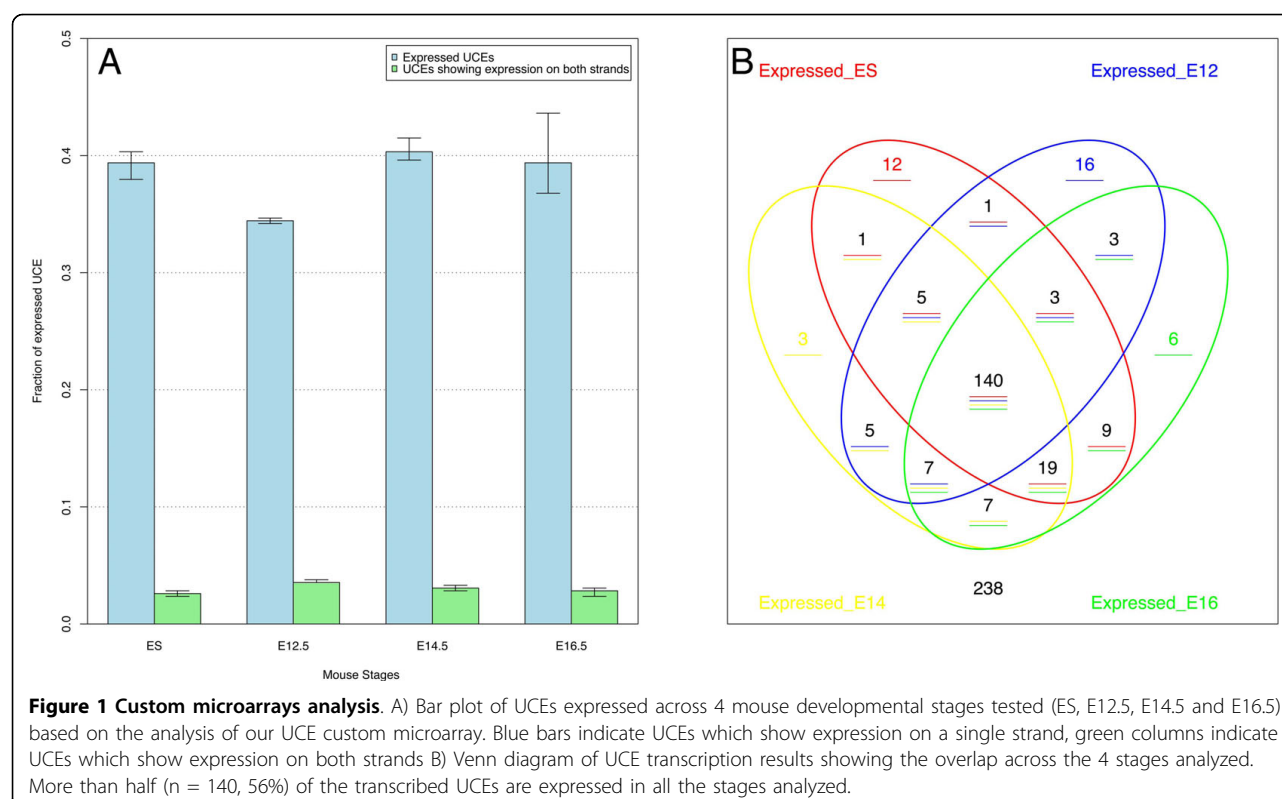 A
Expressed UCEs
UCEs showing expression on both strands
Fraction of expressed UCE
0.5
0.4
0.3
0.2
0.1
0.0
ES
E12.5
E14.5
E16.5
Mouse Stages
B
Expressed_ES
Expressed_E12
12
16
1
1
3
5
3
3
6
140
5
9
7
19
7
238
Expressed_E14
Expressed_E16
Figure 1 Custom microarrays analysis. A) Bar plot of UCEs expressed across 4 mouse developmental stages tested (ES, E12.5, E14.5 and E16.5)
based on the analysis of our UCE custom microarray. Blue bars indicate UCEs which show expression on a single strand, green columns indicate
UCEs which show expression on both strands B) Venn diagram of UCE transcription results showing the overlap across the 4 stages analyzed.
More than half (n = 140, 56%) of the transcribed UCEs are expressed in all the stages analyzed.